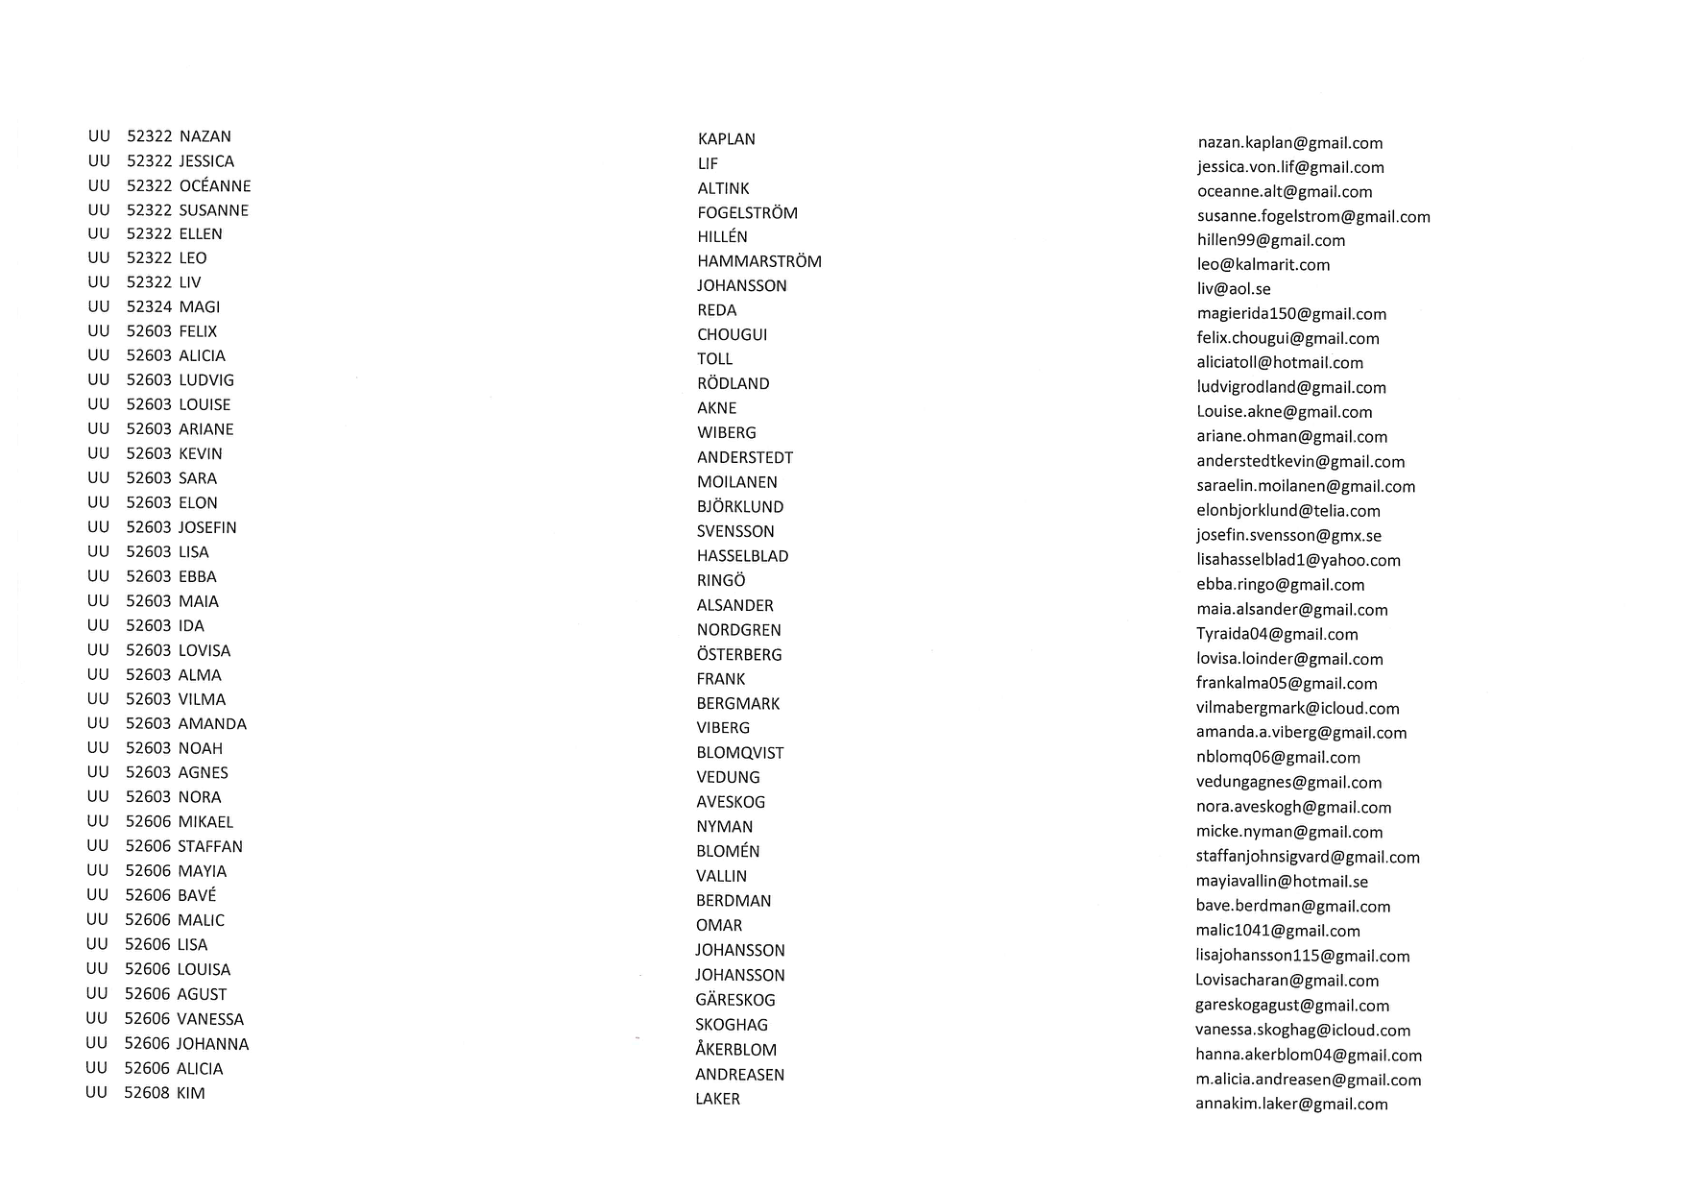 UU 52322 NAZAN KAPLAN nazan.kaplan@gmail.com
UU 52322 JESSICA LIF jessica.von.lif@gmail.com
UU 52322 OCÉANNE ALTINK oceanne.alt@gmail.com
UU 52322 SUSANNE FOGELSTRÖM susanne.fogelstrom@gmail.com
UU 52322 ELLEN HILLÉN hillen99@gmail.com
UU 52322 LEO HAMMARSTRÖM leo@kalmarit.com
UU 52322 LIV JOHANSSON liv@aol.se
UU 52324 MAGI REDA magierida150@gmail.com
UU 52603 FELIX CHOUGUI felix.chougui@gmail.com
UU 52603 ALICIA TOLL aliciatoll@hotmail.com
UU 52603 LUDVIG RÖDLAND ludvigrodland@gmail.com
UU 52603 LOUISE AKNE Louise.akne@gmail.com
UU 52603 ARIANE WIBERG ariane.ohman@gmail.com
UU 52603 KEVIN ANDERSTEDT anderstedtkevin@gmail.com
UU 52603 SARA MOILANEN saraelin.moilanen@gmail.com
UU 52603 ELON BJÖRKLUND elonbjorklund@telia.com
UU 52603 JOSEFIN SVENSSON josefin.svensson@gmx.se
UU 52603 LISA HASSELBLAD lisahasselblad1@yahoo.com
UU 52603 EBBA RINGÖ ebba.ringo@gmail.com
UU 52603 MAIA ALSANDER maia.alsander@gmail.com
UU 52603 IDA NORDGREN Tyraida04@gmail.com
UU 52603 LOVISA ÖSTERBERG lovisa.loinder@gmail.com
UU 52603 ALMA FRANK frankalma05@gmail.com
UU 52603 VILMA BERGMARK vilmabergmark@icloud.com
UU 52603 AMANDA VIBERG amanda.a.viberg@gmail.com
UU 52603 NOAH BLOMQVIST nblomq06@gmail.com
UU 52603 AGNES VEDUNG vedungagnes@gmail.com
UU 52603 NORA AVESKOG nora.aveskogh@gmail.com
UU 52606 MIKAEL NYMAN micke.nyman@gmail.com
UU 52606 STAFFAN BLOMÉN staffanjohnsigvard@gmail.com
UU 52606 MAYIA VALLIN mayiavallin@hotmail.se
UU 52606 BAVÉ BERDMAN bave.berdman@gmail.com
UU 52606 MALIC OMAR malic1041@gmail.com
UU 52606 LISA JOHANSSON lisajohansson115@gmail.com
UU 52606 LOUISA JOHANSSON Lovisacharan@gmail.com
UU 52606 AGUST GÄRESKOG gareskogagust@gmail.com
UU 52606 VANESSA SKOGHAG vanessa.skoghag@icloud.com
UU 52606 JOHANNA ÅKERBLOM hanna.akerblom04@gmail.com
UU 52606 ALICIA ANDREASEN m.alicia.andreasen@gmail.com
UU 52608 KIM LAKER annakim.laker@gmail.com